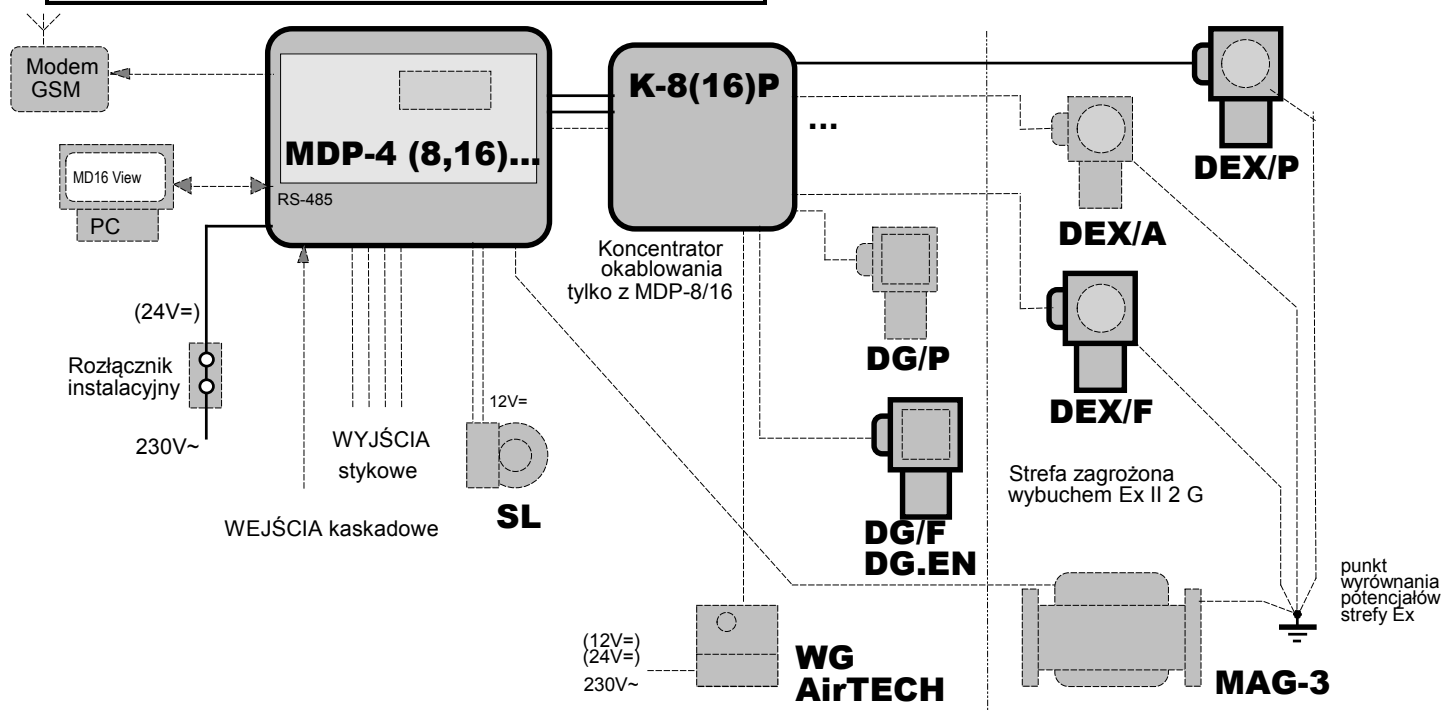 Modem
GSM
MD16 View
PC
MDP-4 (8,16)...
RS-485
K-8(16)P
...
Koncentrator
okablowania
tylko z MDP-8/16
DEX/P
DEX/A
DG/P
DEX/F
(24V=)
Rozłącznik
instalacyjny
230V~
WYJŚCIA
stykowe
12V=
SL
WEJŚCIA kaskadowe
DG/F
DG.EN
Strefa zagrożona
wybuchem Ex II 2 G
(12V=)
(24V=)
230V~
WG
AirTECH
MAG-3
punkt
wyrównania
potencjałów
strefy Ex